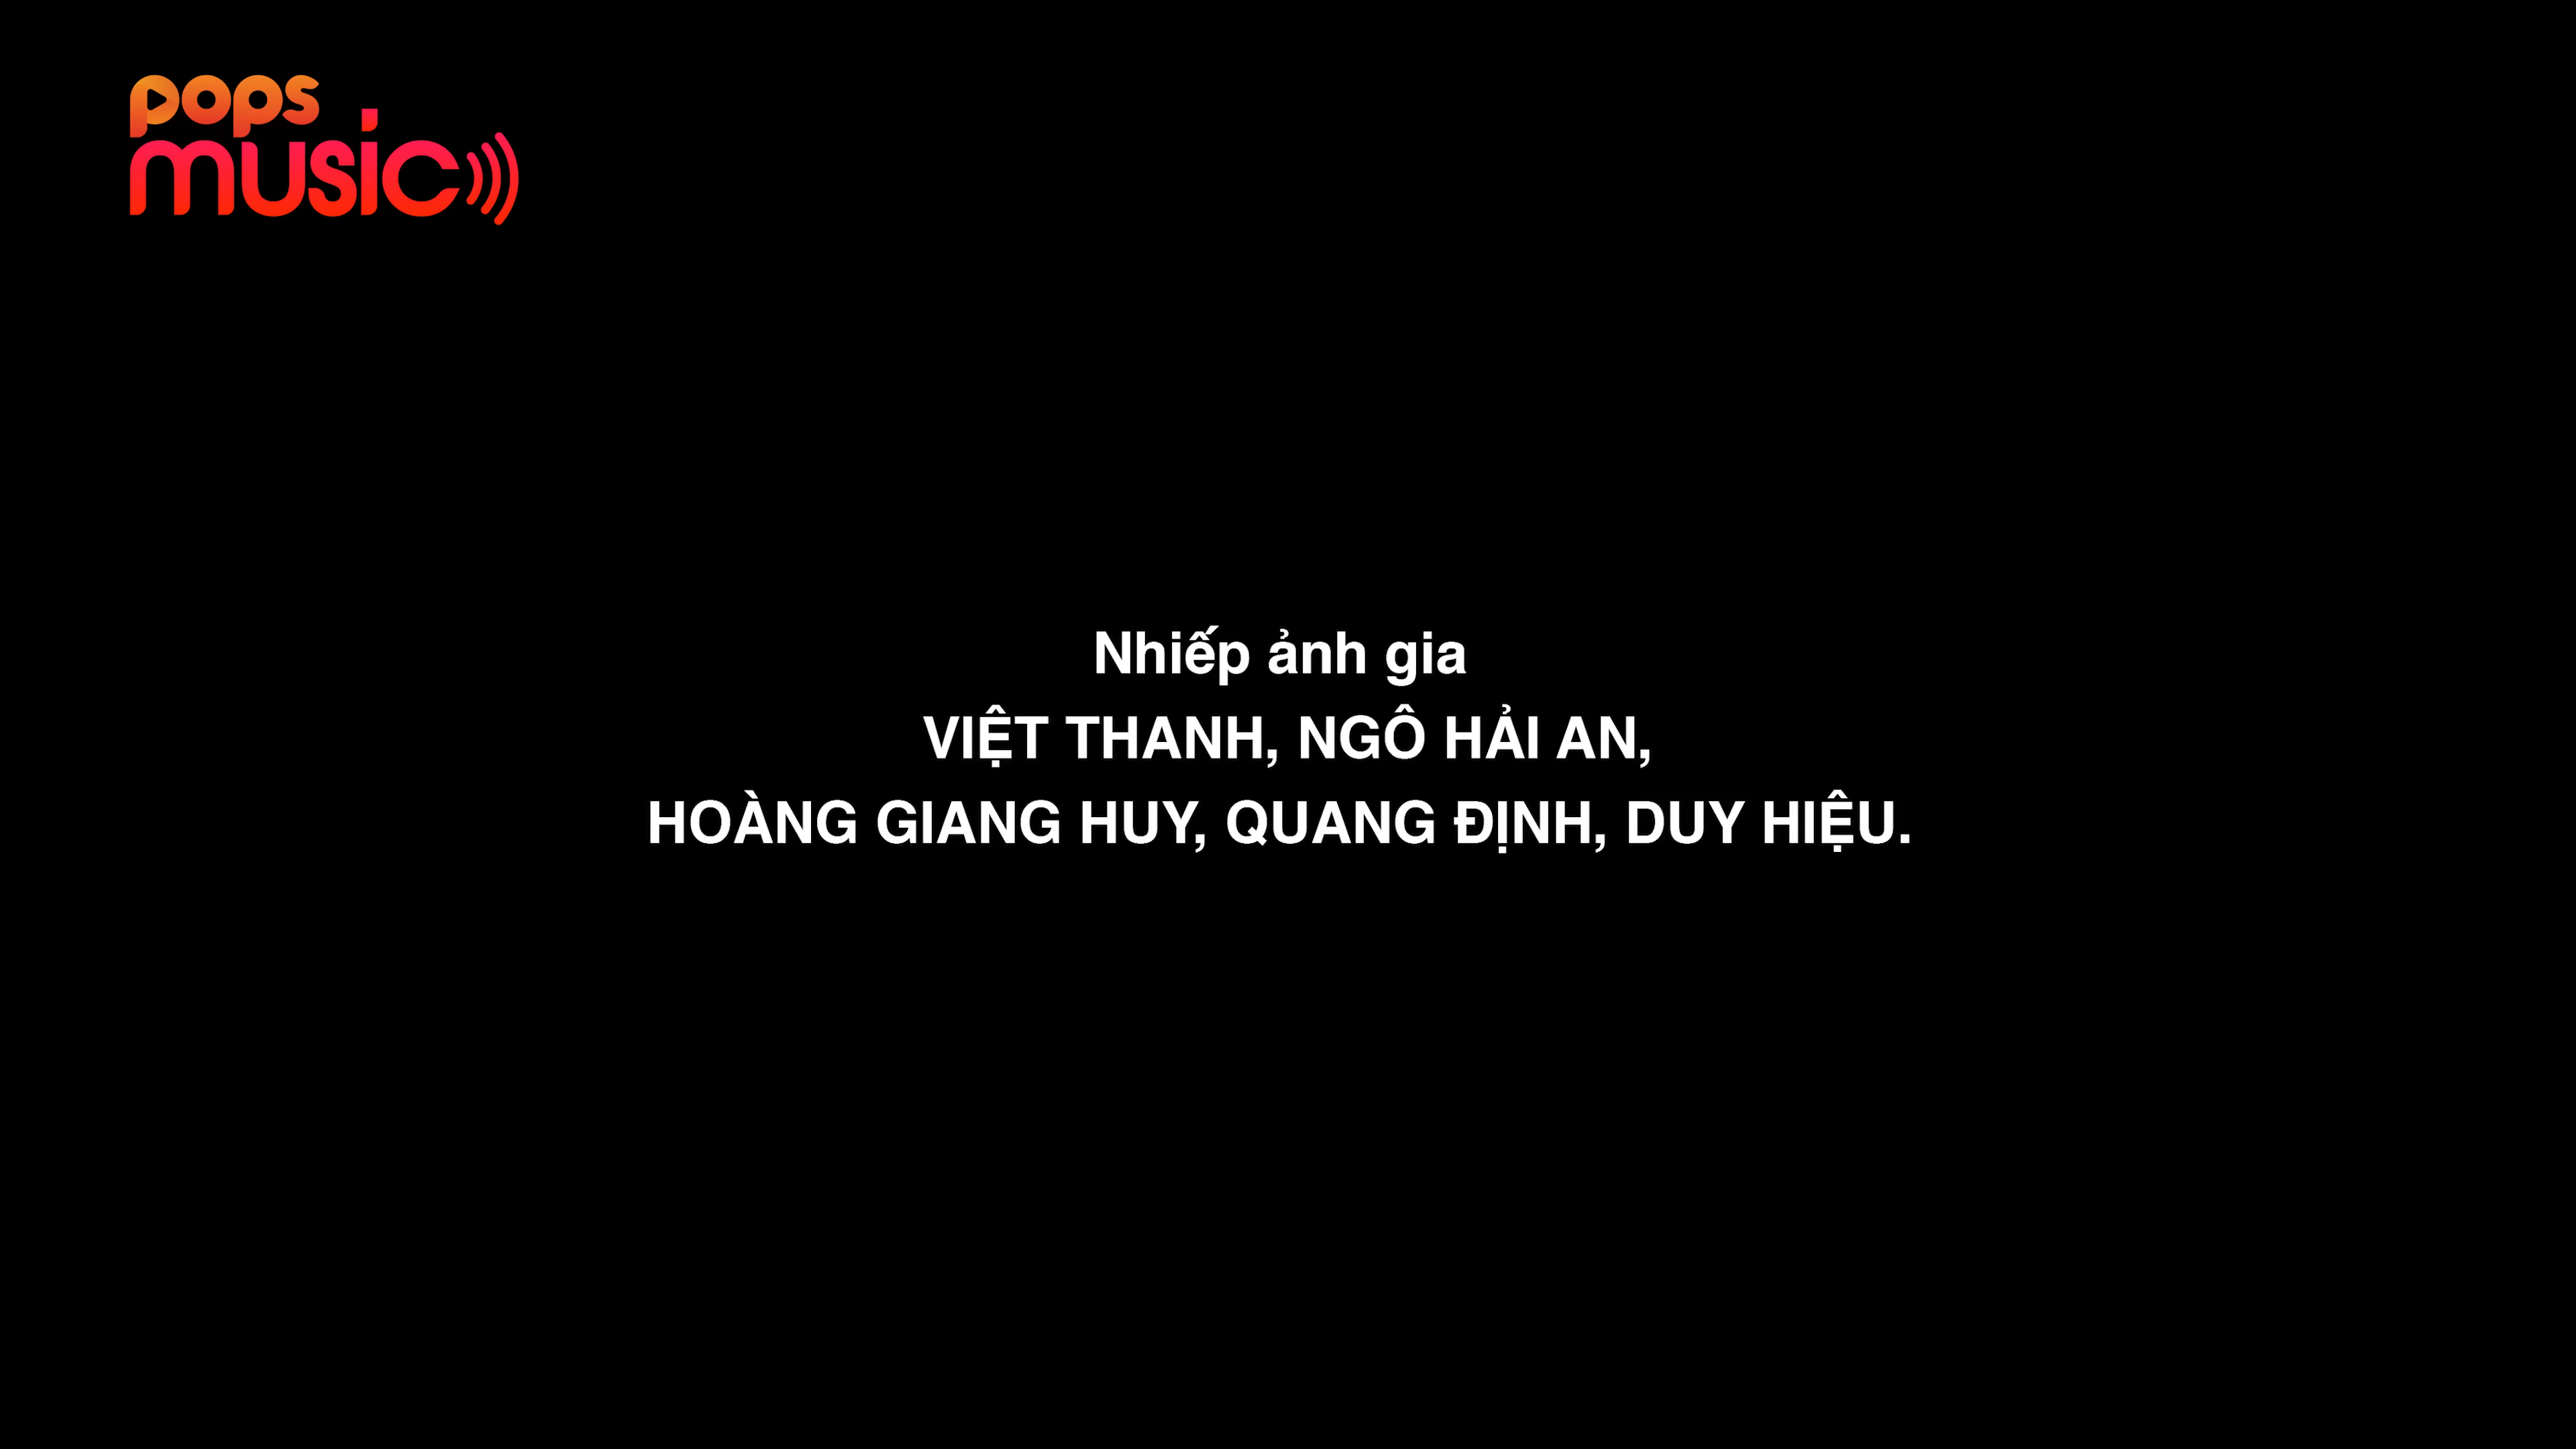 pops
music
Nhiếp ảnh gia
VIỆT THANH, NGÔ HẢI AN,
HOÀNG GIANG HUY, QUANG ĐỊNH, DUY HIỆU.